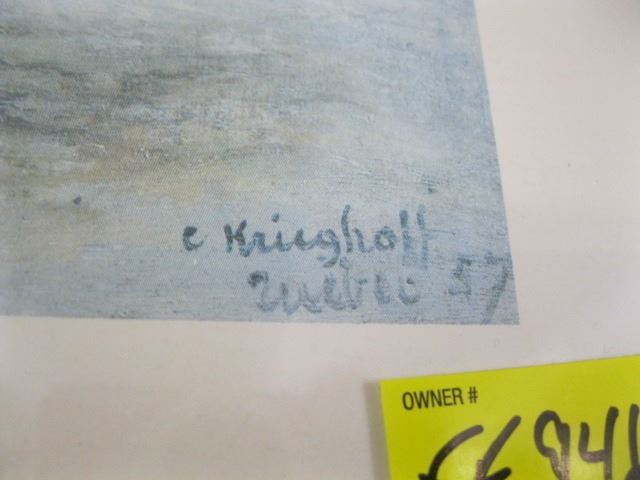 c Krieghoff
Quebec 57
OWNER #